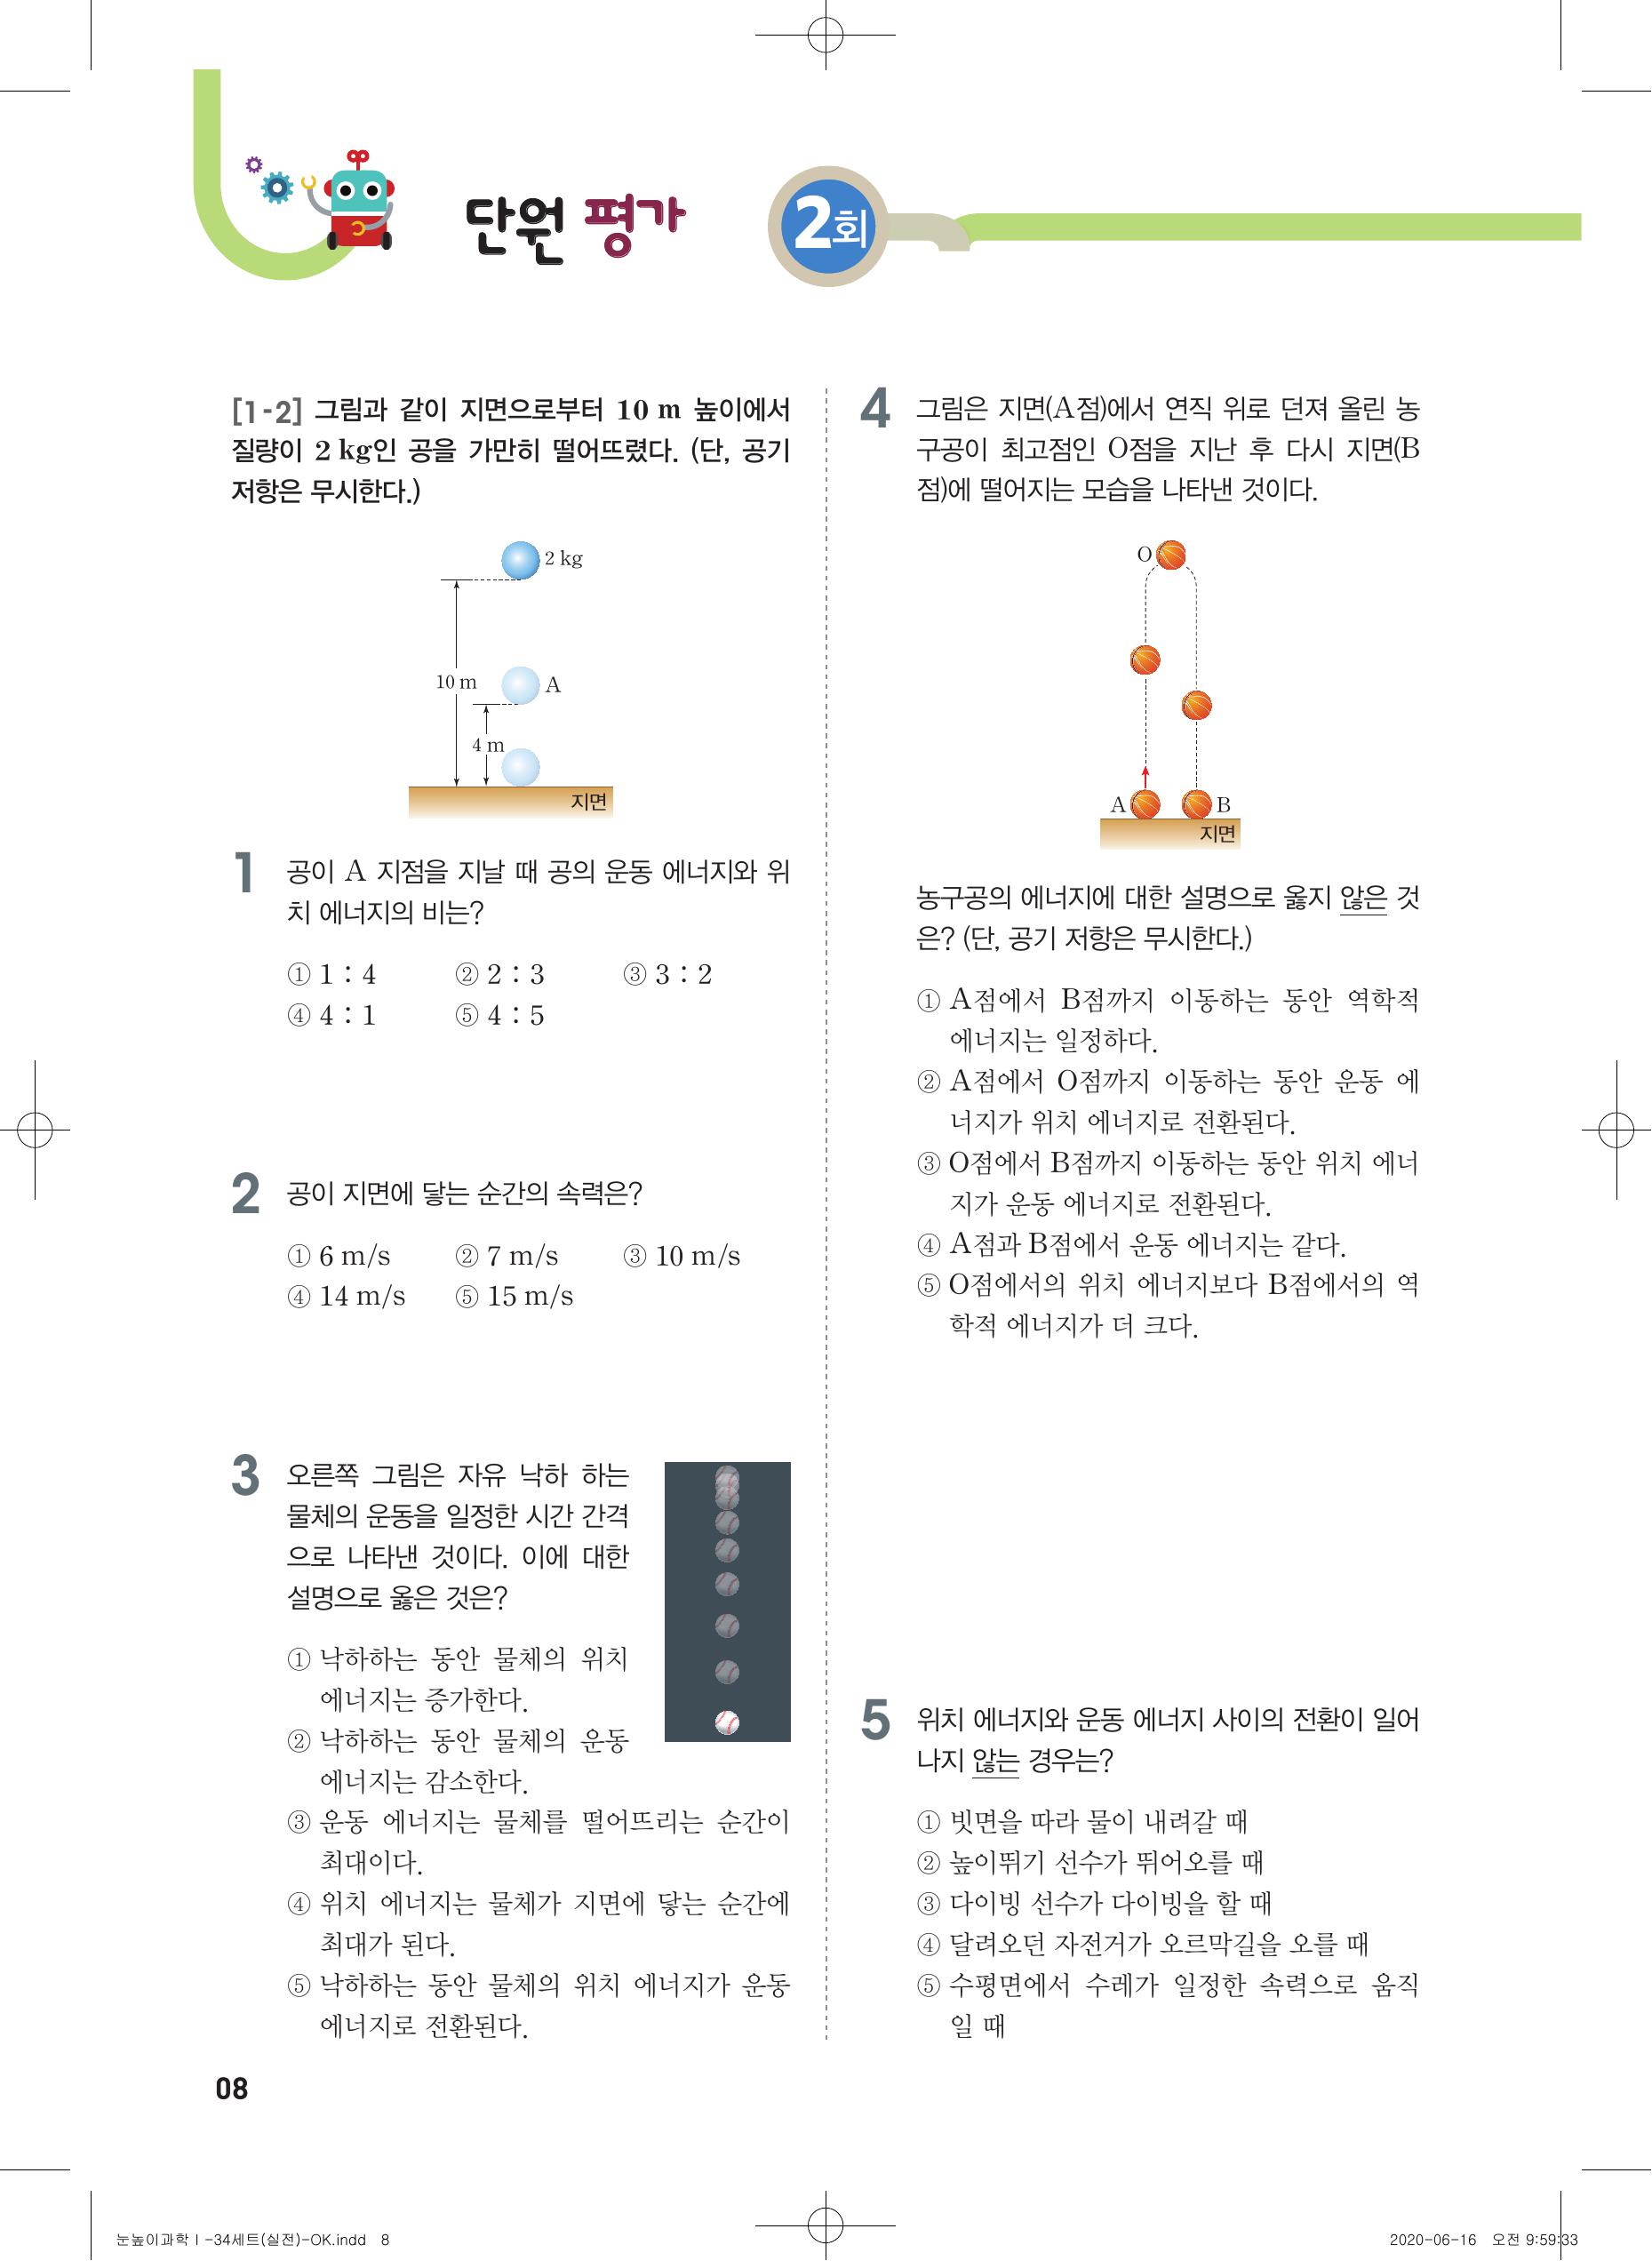 단원 평가 2회
[1-2] 그림과 같이 지면으로부터 10 m 높이에서
질량이 2 kg인 공을 가만히 떨어뜨렸다. (단, 공기
저항은 무시한다.)
2 kg
10 m
A
4 m
지면
1 공이 A 지점을 지날 때 공의 운동 에너지와 위
치 에너지의 비는?
① 1 : 4 ② 2 : 3 ③ 3 : 2
④ 4 : 1 ⑤ 4 : 5
2 공이 지면에 닿는 순간의 속력은?
① 6 m/s ② 7 m/s ③ 10 m/s
④ 14 m/s ⑤ 15 m/s
3 오른쪽 그림은 자유 낙하 하는
물체의 운동을 일정한 시간 간격
으로 나타낸 것이다. 이에 대한
설명으로 옳은 것은?
① 낙하하는 동안 물체의 위치
에너지는 증가한다.
② 낙하하는 동안 물체의 운동
에너지는 감소한다.
③ 운동 에너지는 물체를 떨어뜨리는 순간이
최대이다.
④ 위치 에너지는 물체가 지면에 닿는 순간에
최대가 된다.
⑤ 낙하하는 동안 물체의 위치 에너지가 운동
에너지로 전환된다.
4 그림은 지면(A점)에서 연직 위로 던져 올린 농
구공이 최고점인 O점을 지난 후 다시 지면(B
점)에 떨어지는 모습을 나타낸 것이다.
O
A B
지면
농구공의 에너지에 대한 설명으로 옳지 않은 것
은? (단, 공기 저항은 무시한다.)
① A점에서 B점까지 이동하는 동안 역학적
에너지는 일정하다.
② A점에서 O점까지 이동하는 동안 운동 에
너지가 위치 에너지로 전환된다.
③ O점에서 B점까지 이동하는 동안 위치 에너
지가 운동 에너지로 전환된다.
④ A점과 B점에서 운동 에너지는 같다.
⑤ O점에서의 위치 에너지보다 B점에서의 역
학적 에너지가 더 크다.
5 위치 에너지와 운동 에너지 사이의 전환이 일어
나지 않는 경우는?
① 빗면을 따라 물이 내려갈 때
② 높이뛰기 선수가 뛰어오를 때
③ 다이빙 선수가 다이빙을 할 때
④ 달려오던 자전거가 오르막길을 오를 때
⑤ 수평면에서 수레가 일정한 속력으로 움직
일 때
08
눈높이과학Ⅰ-34세트(실전)-OK.indd 8
2020-06-16 오전 9:59:33